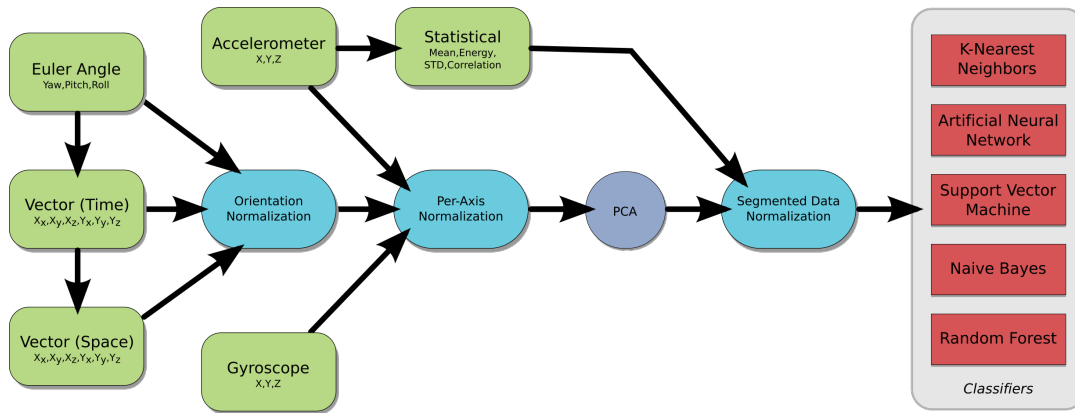 Euler Angle
Yaw,Pitch,Roll
Vector (Time)
Xx,Xy,Xz,Yx,Yy,Yz
Vector (Space)
Xx,Xy,Xz,Yx,Yy,Yz
Accelerometer
X,Y,Z
Orientation
Normalization
Gyroscope
X,Y,Z
Statistical
Mean,Energy,
STD,Correlation
Per-Axis
Normalization
PCA
Segmented Data
Normalization
K-Nearest
Neighbors
Artificial Neural
Network
Support Vector
Machine
Naive Bayes
Random Forest
Classifiers